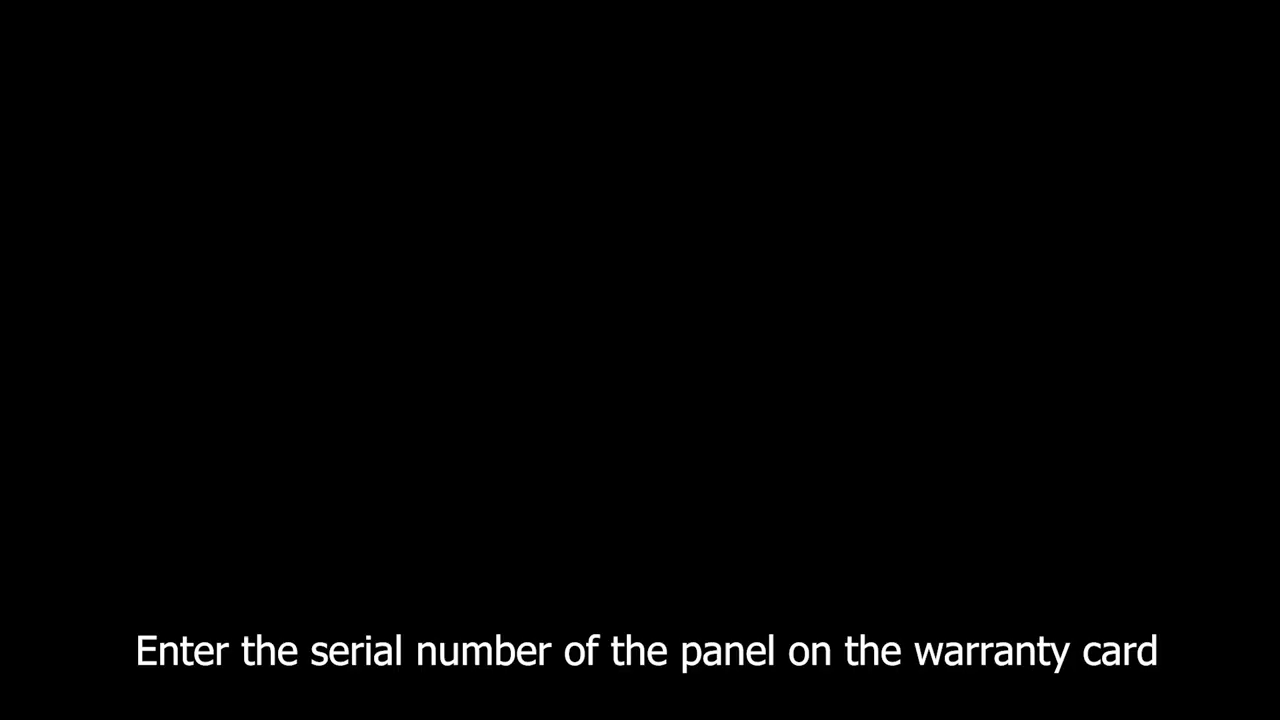 Enter the serial number of the panel on the warranty card